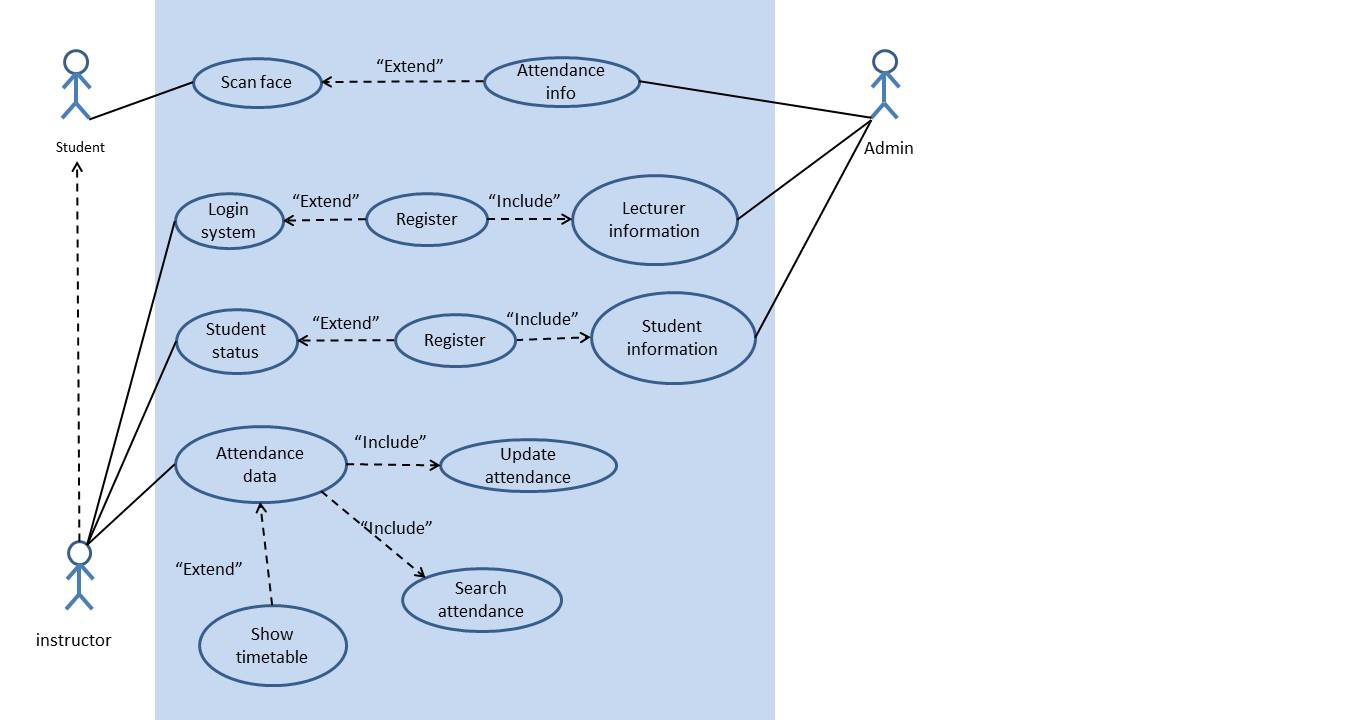 Scan face
“Extend”
Attendance
info
Student
Admin
Login
system
“Extend”
Register
“Include”
Lecturer
information
Student
status
“Extend”
Register
“Include”
Student
information
Attendance
data
“Include”
Update
attendance
“Include”
“Extend”
Search
attendance
Show
timetable
instructor